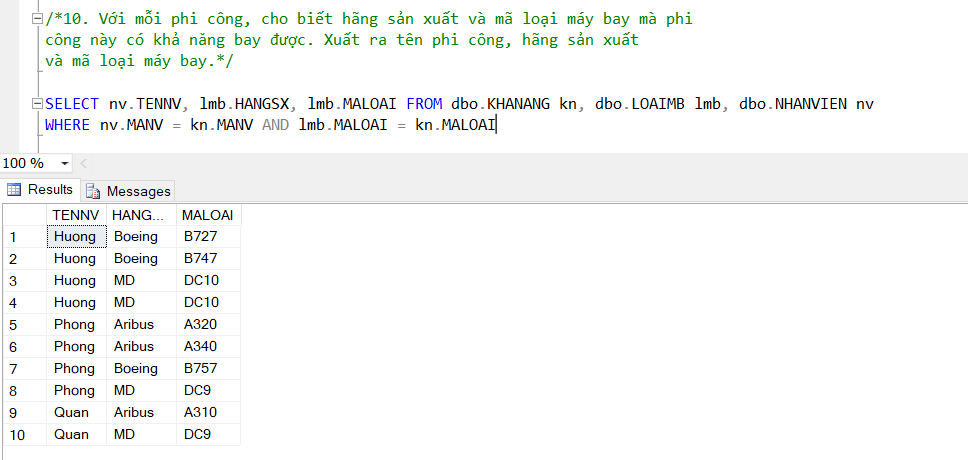 /*10. Với mỗi phi công, cho biết hãng sản xuất và mã loại máy bay mà phi
công này có khả năng bay được. Xuất ra tên phi công, hãng sản xuất
và mã loại máy bay.*/
SELECT nv.TENNV, lmb.HANGSX, lmb.MALOAI FROM dbo.KHANANG kn, dbo.LOAIMB lmb, dbo.NHANVIEN nv
WHERE nv.MANV = kn.MANV AND lmb.MALOAI = kn.MALOAI
100 %
Results Messages
TENNV HANG... MALOAI
1 Huong Boeing B727
2 Huong Boeing B747
3 Huong MD DC10
4 Huong MD DC10
5 Phong Aribus A320
6 Phong Aribus A340
7 Phong Boeing B757
8 Phong MD DC9
9 Quan Aribus A310
10 Quan MD DC9